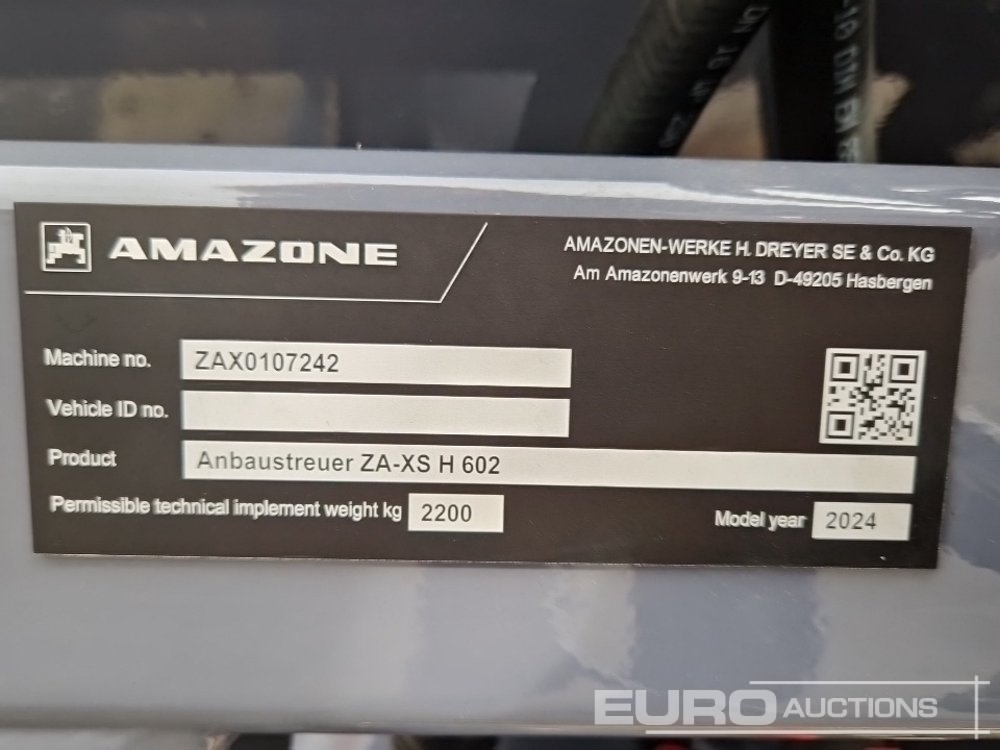 AMAZONE
AMAZONEN-WERKE H. DREYER SE & Co. KG
Am Amazonenwerk 9-13 D-49205 Hasbergen
Machine no. ZAX0107242
Vehicle ID no.
Product Anbaustreuer ZA-XS H 602
Permissible technical implement weight kg 2200
Model year 2024
EURO AUCTIONS